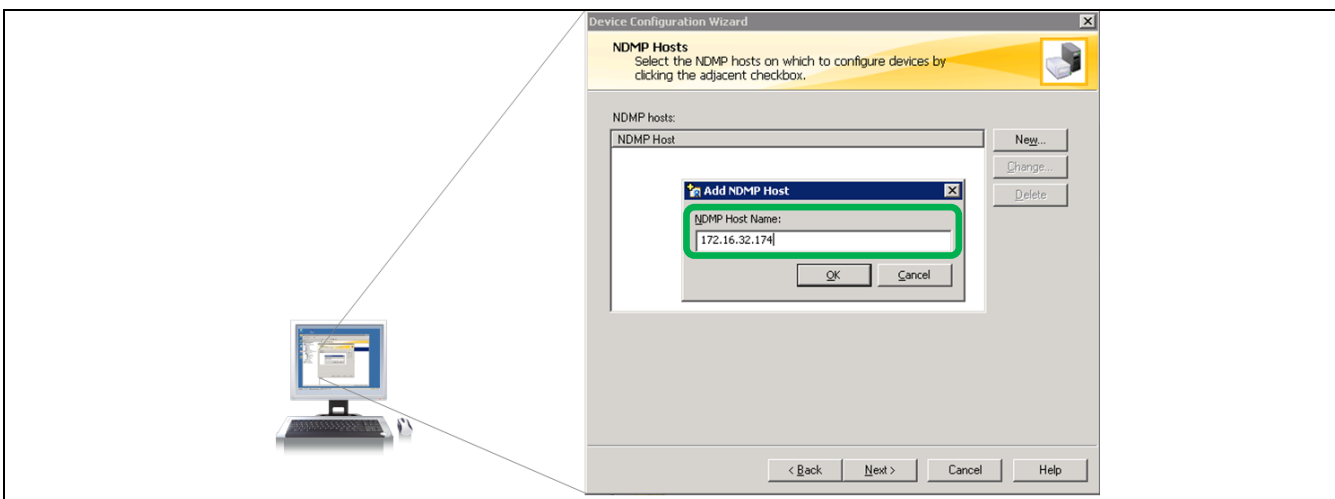 Device Configuration Wizard
NDMP Hosts
Select the NDMP hosts on which to configure devices by
clicking the adjacent checkbox.
NDMP hosts:
NDMP Host
New...
Change...
Delete
Add NDMP Host
NDMP Host Name:
172.16.32.174
OK
Cancel
< Back
Next >
Cancel
Help